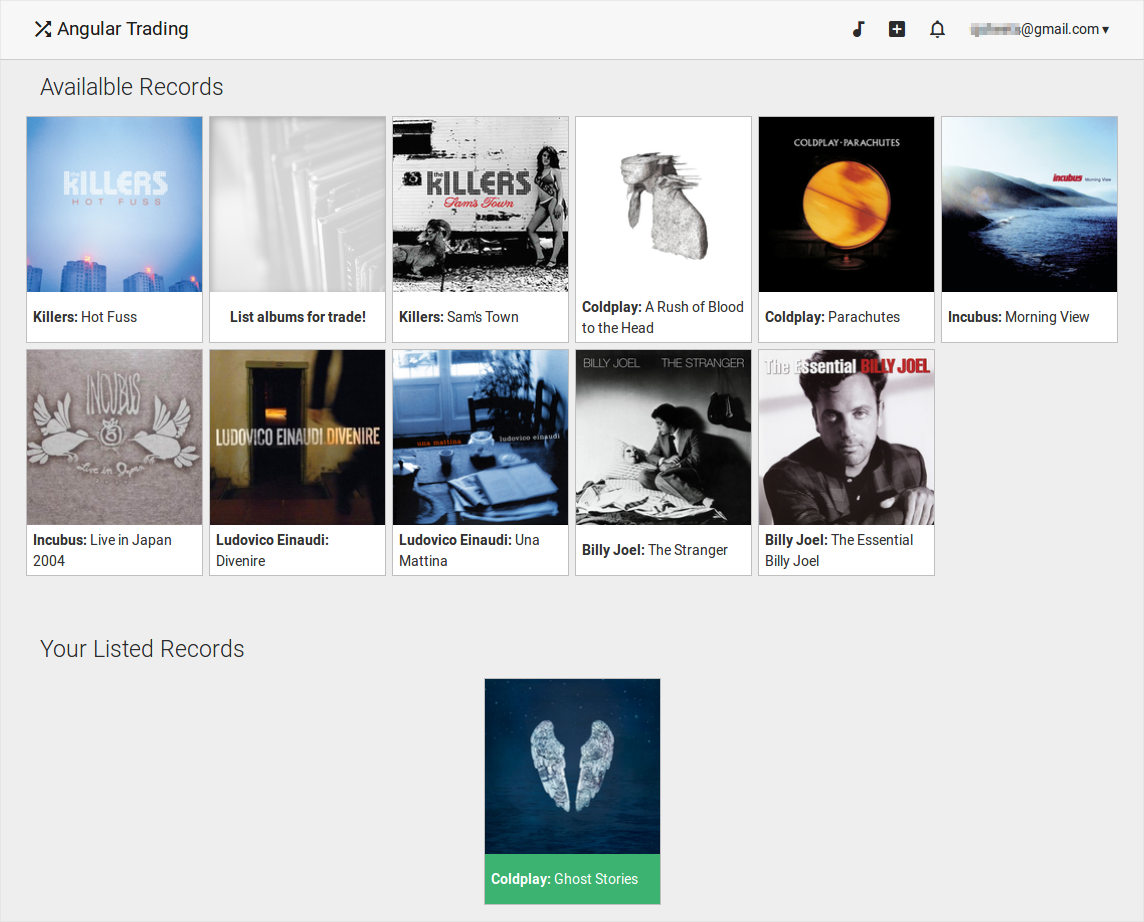 Angular Trading
@gmail.com ▾
Availalble Records
the
KILLERS
HOT FUSS
the
KILLERS
Sam's Town
COLDPLAY·PARACHUTES
incubus Morning View
Killers: Hot Fuss
List albums for trade!
Killers: Sam's Town
Coldplay: A Rush of Blood
to the Head
Coldplay: Parachutes
Incubus: Morning View
INCUBUS
Live in Japan
LUDOVICO EINAUDI DIVENIRE
una mattina
ludovico einaudi
BILLY JOEL THE STRANGER
The Essential BILLY JOEL
Incubus: Live in Japan
2004
Ludovico Einaudi:
Divenire
Ludovico Einaudi: Una
Mattina
Billy Joel: The Stranger
Billy Joel: The Essential
Billy Joel
Your Listed Records
Coldplay: Ghost Stories